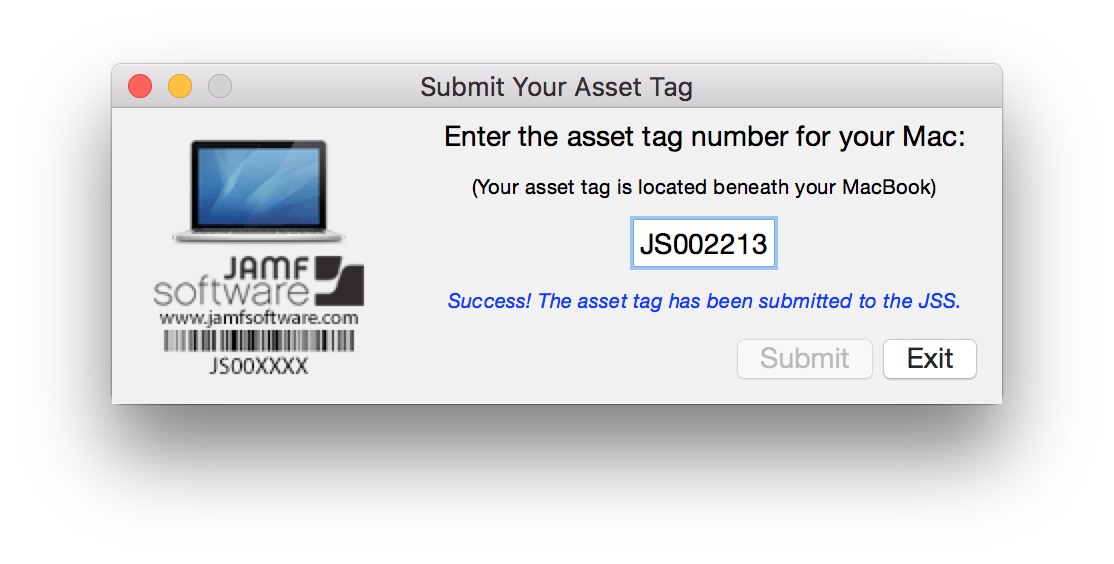 Submit Your Asset Tag
Enter the asset tag number for your Mac:
(Your asset tag is located beneath your MacBook)
JS002213
Success! The asset tag has been submitted to the JSS.
Submit
Exit
JAMF
software
www.jamfsoftware.com
JS00XXXX